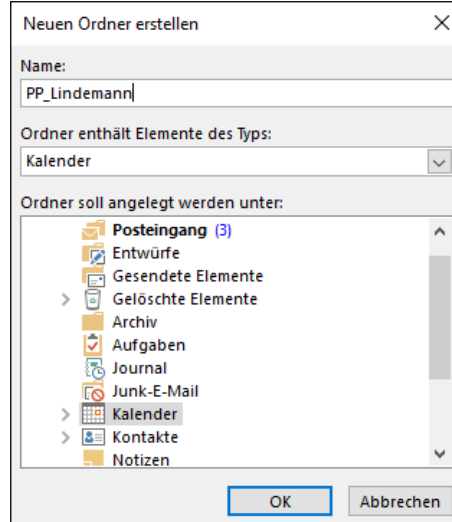 Neuen Ordner erstellen
Name:
PP_Lindemann
Ordner enthält Elemente des Typs:
Kalender
Ordner soll angelegt werden unter:
Posteingang (3)
Entwürfe
Gesendete Elemente
Gelöschte Elemente
Archiv
Aufgaben
Journal
Junk-E-Mail
Kalender
Kontakte
Notizen
OK Abbrechen